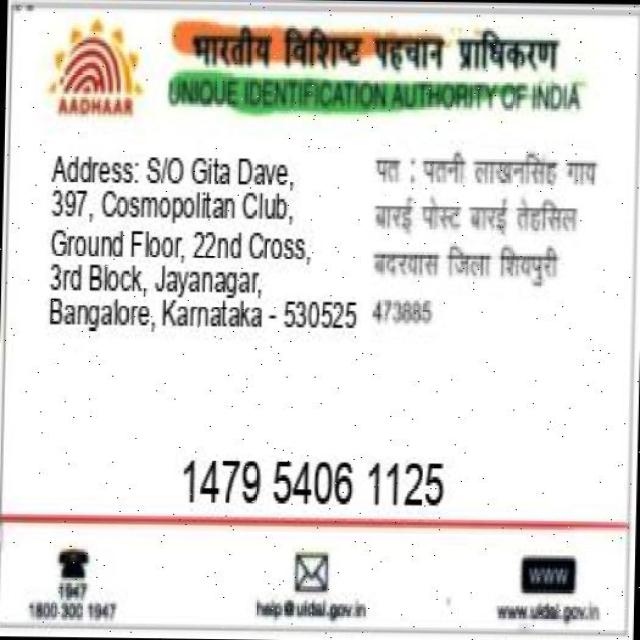 भारतीय विशिष्ट पहचान प्राधिकरण
AADHAAR
UNIQUE IDENTIFICATION AUTHORITY OF INDIA
Address: S/O Gita Dave,
397, Cosmopolitan Club,
Ground Floor, 22nd Cross,
3rd Block, Jayanagar,
Bangalore, Karnataka - 530525
पत : पतनी लाखनसिंह गाय
बारई पोस्ट बारई तेहसिल
बदरवास जिला शिवपुरी
473885
1479 5406 1125
1947
1800 300 1947
help@uidai.gov.in
WWW
www.uidai.gov.in